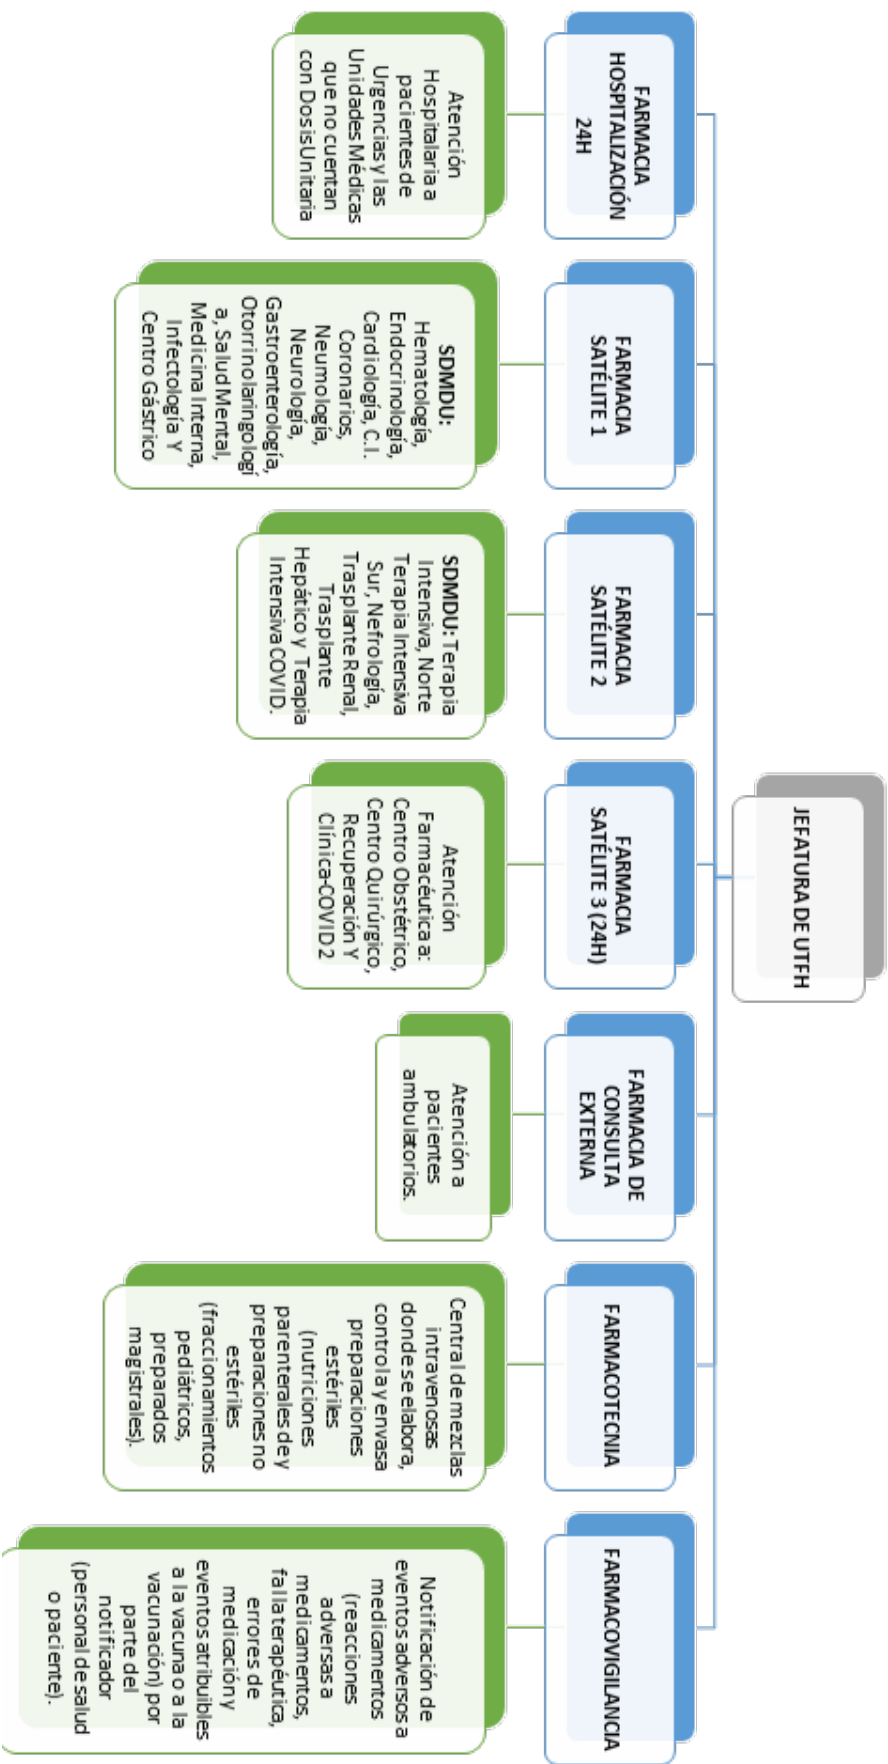 JEFATURA DE UTFH
FARMACIA
HOSPITALIZACIÓN
24H
Atención
Hospitalaria a
pacientes de
Urgencias y las
Unidades Médicas
que no cuentan
con Dosis Unitaria
FARMACIA
SATÉLITE 1
SDMDU:
Hematología,
Endocrinología,
Cardiología, C.I.
Coronarios,
Neumología,
Neurología,
Gastroenterología,
Otorrinolaringologí
a, Salud Mental,
Medicina Interna,
Infectología Y
Centro Gástrico
FARMACIA
SATÉLITE 2
SDMDU: Terapia
Intensiva, Norte
Terapia Intensiva
Sur, Nefrología,
Trasplante Renal,
Trasplante
Hepático y Terapia
Intensiva COVID.
FARMACIA
SATÉLITE 3 (24H)
Atención
Farmacéutica a:
Centro Obstétrico,
Centro Quirúrgico,
Recuperación Y
Clínica-COVID 2
FARMACIA DE
CONSULTA
EXTERNA
Atención a
pacientes
ambulatorios.
FARMACOTECNIA
Central de mezclas
intravenosas
donde se elabora,
controla y envasa
preparaciones
estériles
(nutriciones
parenterales de y
preparaciones no
estériles
(fraccionamientos
pediátricos,
preparados
magistrales).
FARMACOVIGILANCIA
Notificación de
eventos adversos a
medicamentos
(reacciones
adversas a
medicamentos,
falla terapéutica,
errores de
medicación y
eventos atribuibles
a la vacuna o a la
vacunación) por
parte del
notificador
(personal de salud
o paciente).